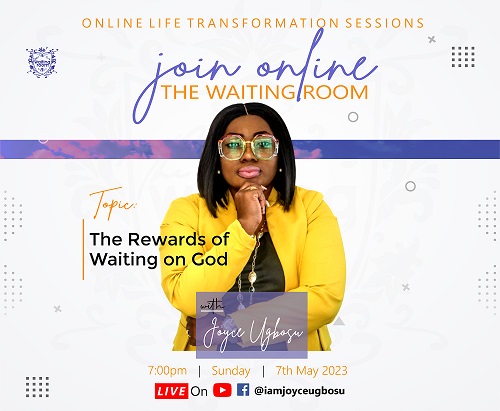 ONLINE LIFE TRANSFORMATION SESSIONS
join online
THE WAITING ROOM
Topic:
The Rewards of
Waiting on God
with
Joyce Ugbosu
7:00pm | Sunday | 7th May 2023
LIVE On @iamjoyceugbosu